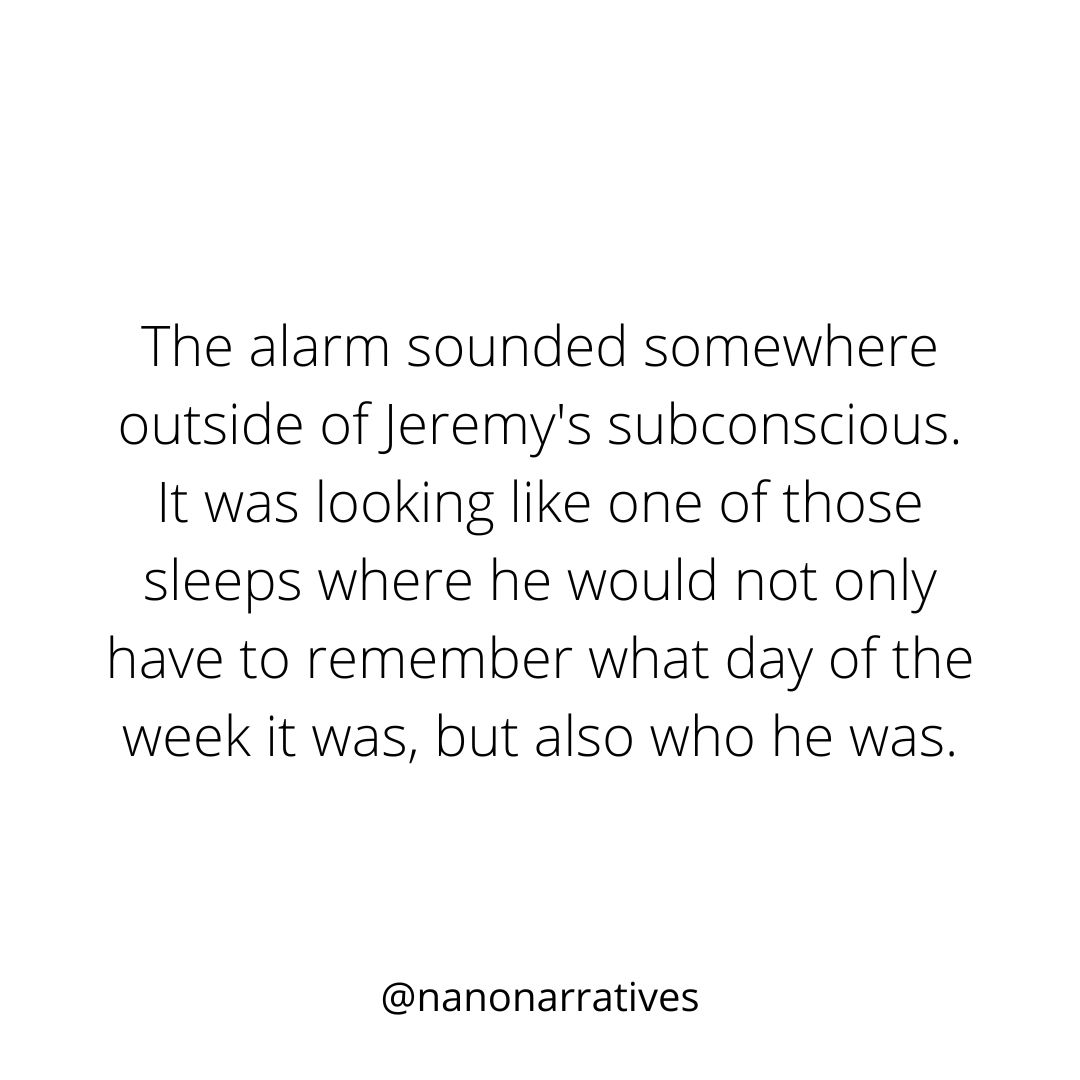 The alarm sounded somewhere
outside of Jeremy's subconscious.
It was looking like one of those
sleeps where he would not only
have to remember what day of the
week it was, but also who he was.
@nanonarratives